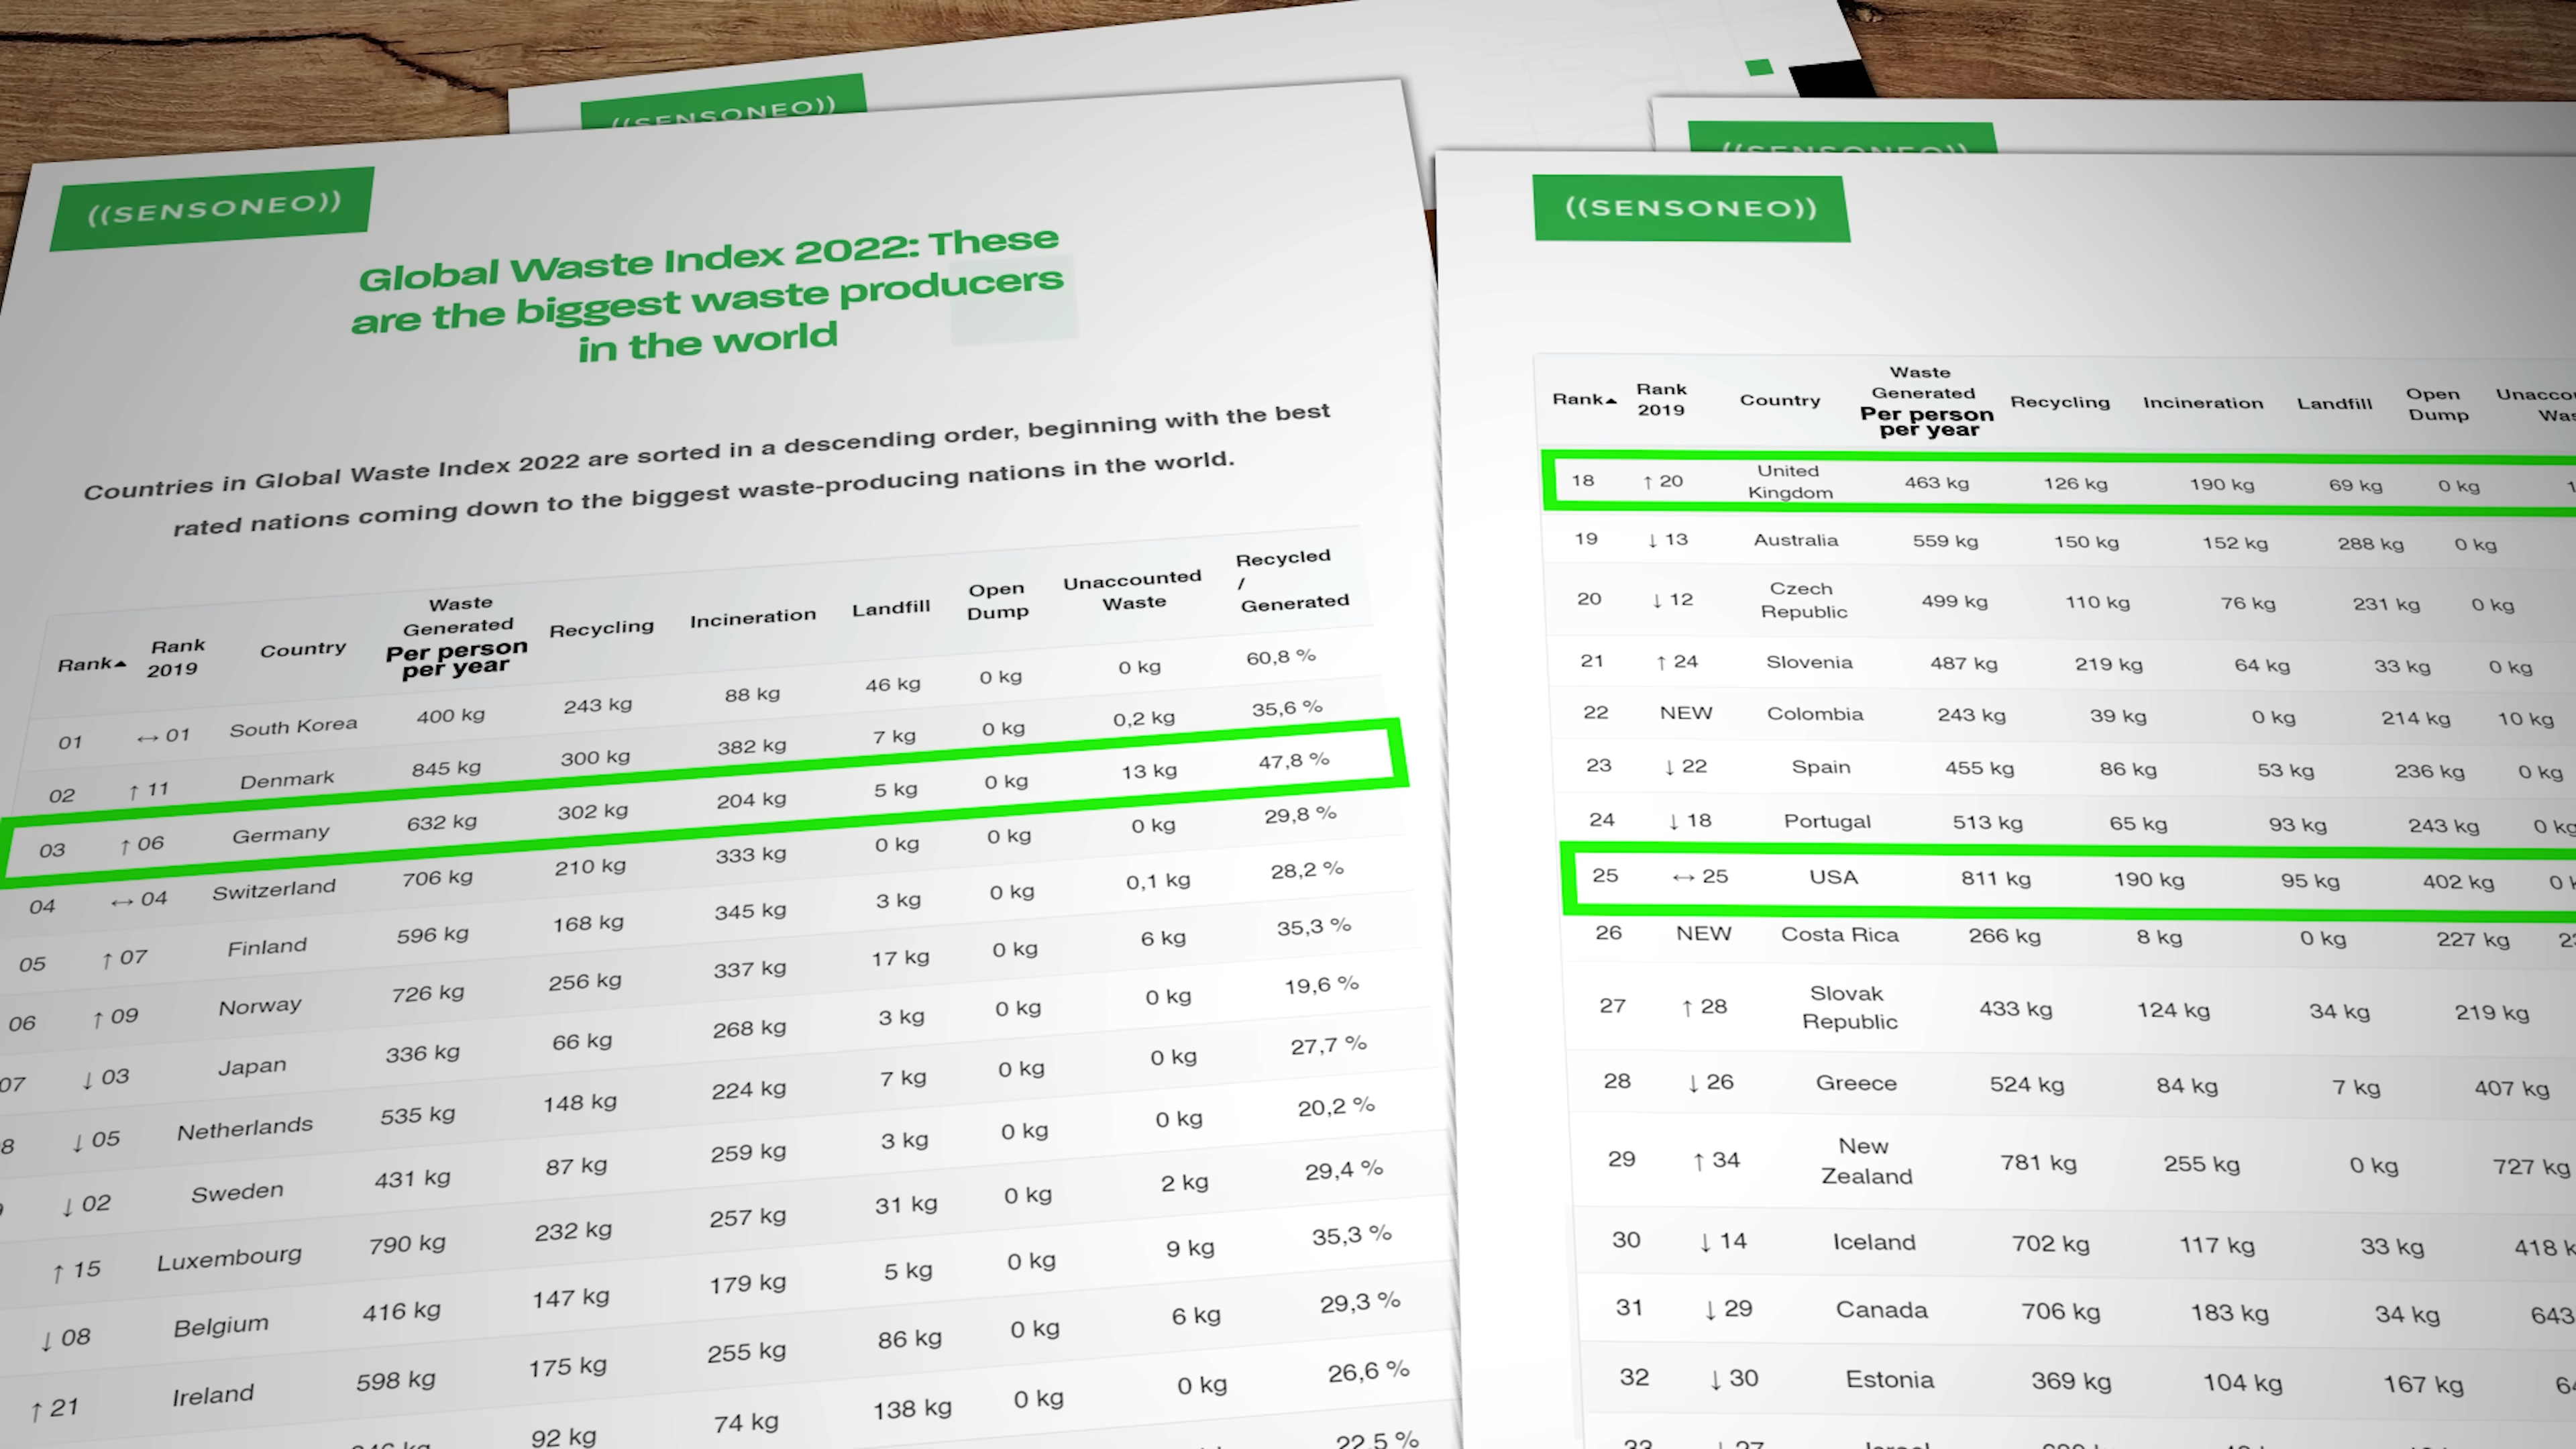 ((SENSONEO))
((SENSONEO))
Global Waste Index 2022: These
are the biggest waste producers
in the world
Countries in Global Waste Index 2022 are sorted in a descending order, beginning with the best
rated nations coming down to the biggest waste-producing nations in the world.
Rank▲ Rank 2019 Country Waste Generated Per person per year Recycling Incineration Landfill Open Dump Unaccounted Waste Recycled / Generated
01 ↔ 01 South Korea 400 kg 243 kg 88 kg 46 kg 0 kg 0 kg 60,8 %
02 ↑ 11 Denmark 845 kg 300 kg 382 kg 7 kg 0 kg 0,2 kg 35,6 %
03 ↑ 06 Germany 632 kg 302 kg 204 kg 5 kg 0 kg 13 kg 47,8 %
04 ↔ 04 Switzerland 706 kg 210 kg 333 kg 0 kg 0 kg 0 kg 29,8 %
05 ↑ 07 Finland 596 kg 168 kg 345 kg 3 kg 0 kg 0,1 kg 28,2 %
06 ↑ 09 Norway 726 kg 256 kg 337 kg 17 kg 0 kg 6 kg 35,3 %
07 ↓ 03 Japan 336 kg 66 kg 268 kg 3 kg 0 kg 0 kg 19,6 %
8 ↓ 05 Netherlands 535 kg 148 kg 224 kg 7 kg 0 kg 0 kg 27,7 %
↓ 02 Sweden 431 kg 87 kg 259 kg 3 kg 0 kg 0 kg 20,2 %
↑ 15 Luxembourg 790 kg 232 kg 257 kg 31 kg 0 kg 2 kg 29,4 %
↓ 08 Belgium 416 kg 147 kg 179 kg 5 kg 0 kg 9 kg 35,3 %
↑ 21 Ireland 598 kg 175 kg 255 kg 86 kg 0 kg 6 kg 29,3 %
92 kg 74 kg 138 kg 0 kg 0 kg 26,6 %
22,5 %
((SENSONEO))
((SENSONEO))
Rank▲ Rank 2019 Country Waste Generated Per person per year Recycling Incineration Landfill Open Dump Unacco Was
18 ↑ 20 United Kingdom 463 kg 126 kg 190 kg 69 kg 0 kg 1
19 ↓ 13 Australia 559 kg 150 kg 152 kg 288 kg 0 kg
20 ↓ 12 Czech Republic 499 kg 110 kg 76 kg 231 kg 0 kg
21 ↑ 24 Slovenia 487 kg 219 kg 64 kg 33 kg 0 kg
22 NEW Colombia 243 kg 39 kg 0 kg 214 kg 10 kg
23 ↓ 22 Spain 455 kg 86 kg 53 kg 236 kg 0 kg
24 ↓ 18 Portugal 513 kg 65 kg 93 kg 243 kg 0 kg
25 ↔ 25 USA 811 kg 190 kg 95 kg 402 kg 0 k
26 NEW Costa Rica 266 kg 8 kg 0 kg 227 kg 2
27 ↑ 28 Slovak Republic 433 kg 124 kg 34 kg 219 kg
28 ↓ 26 Greece 524 kg 84 kg 7 kg 407 kg
29 ↑ 34 New Zealand 781 kg 255 kg 0 kg 727 kg
30 ↓ 14 Iceland 702 kg 117 kg 33 kg 418 k
31 ↓ 29 Canada 706 kg 183 kg 34 kg 643
32 ↓ 30 Estonia 369 kg 104 kg 167 kg 6